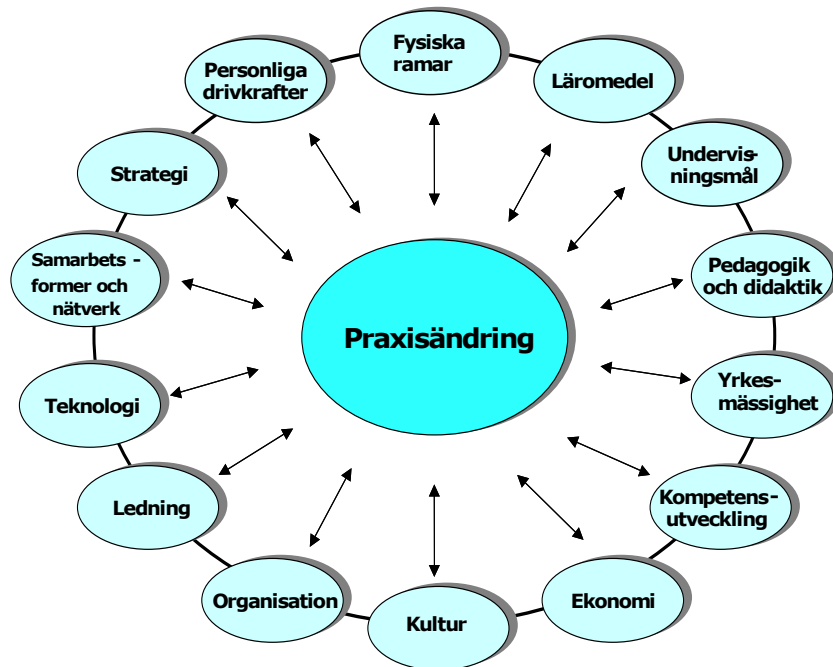 Fysiska
ramar
Läromedel
Undervis-
ningsmål
Pedagogik
och didaktik
Yrkes-
mässighet
Kompetens-
utveckling
Ekonomi
Kultur
Organisation
Ledning
Teknologi
Samarbets -
former och
nätverk
Strategi
Personliga
drivkrafter
Praxisändring